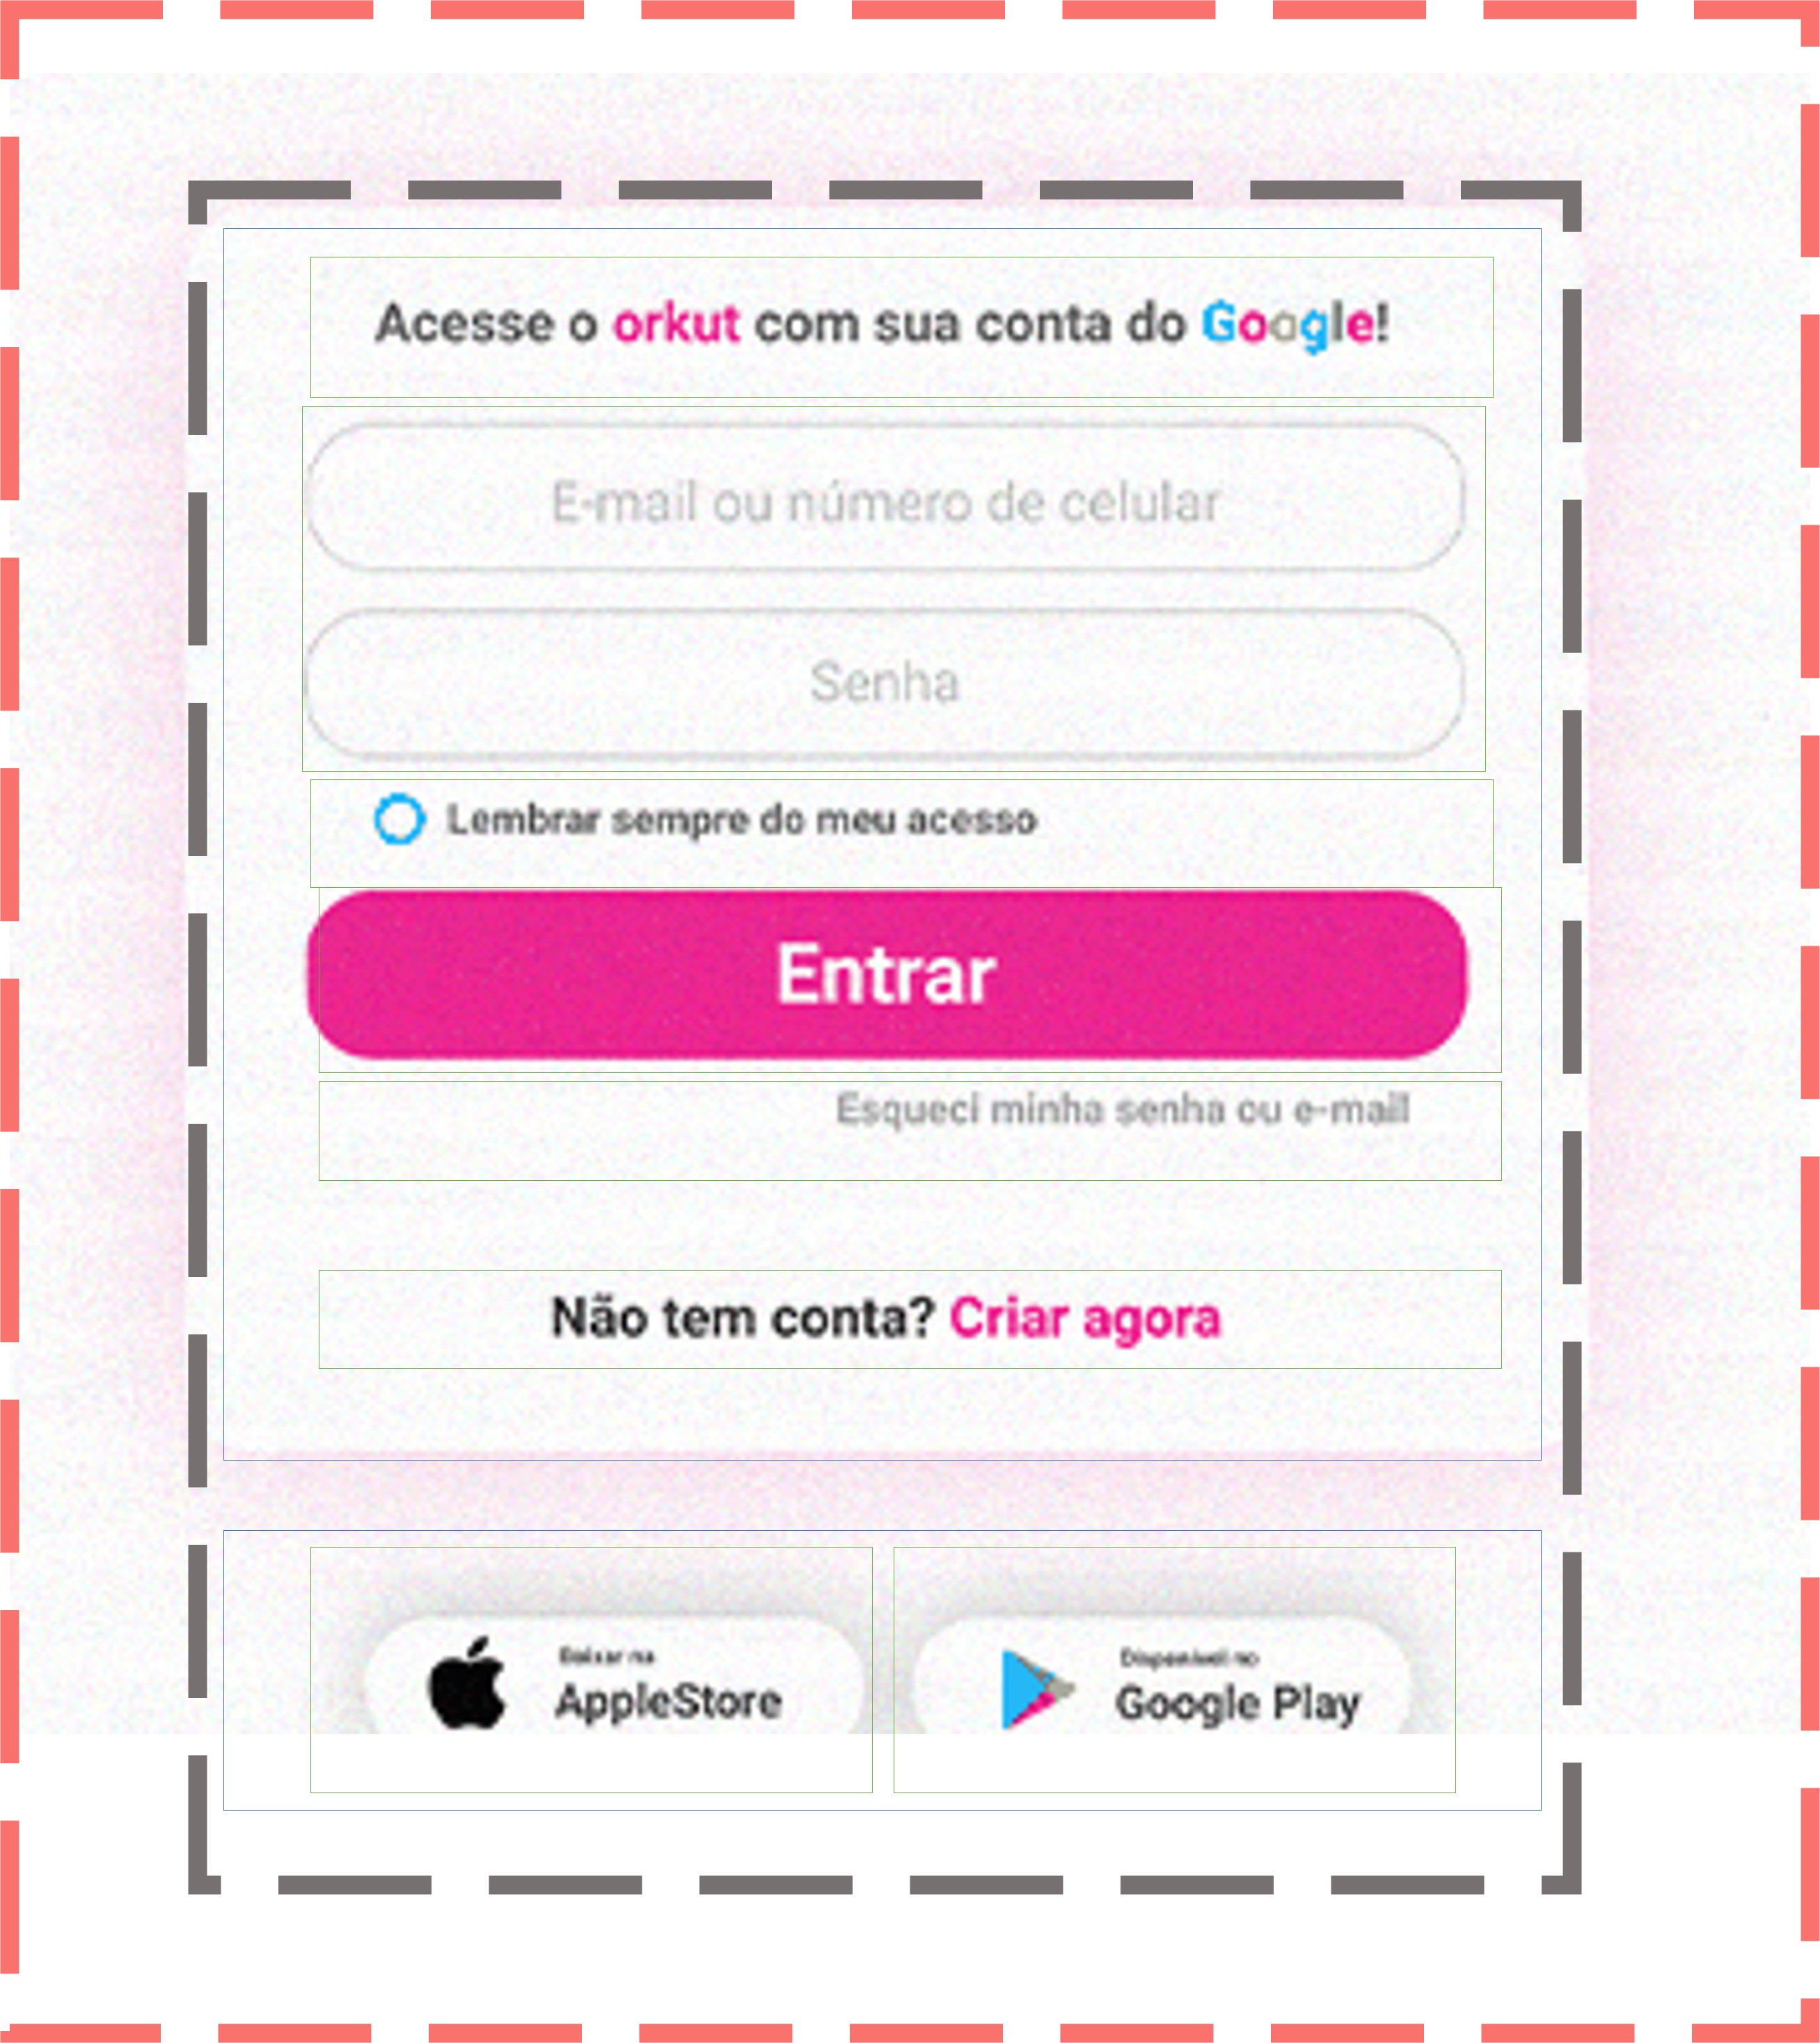 Acesse o orkut com sua conta do Google!
E-mail ou número de celular
Senha
Lembrar sempre do meu acesso
Entrar
Esqueci minha senha ou e-mail
Não tem conta? Criar agora
Baixar na
AppleStore
Disponível no
Google Play